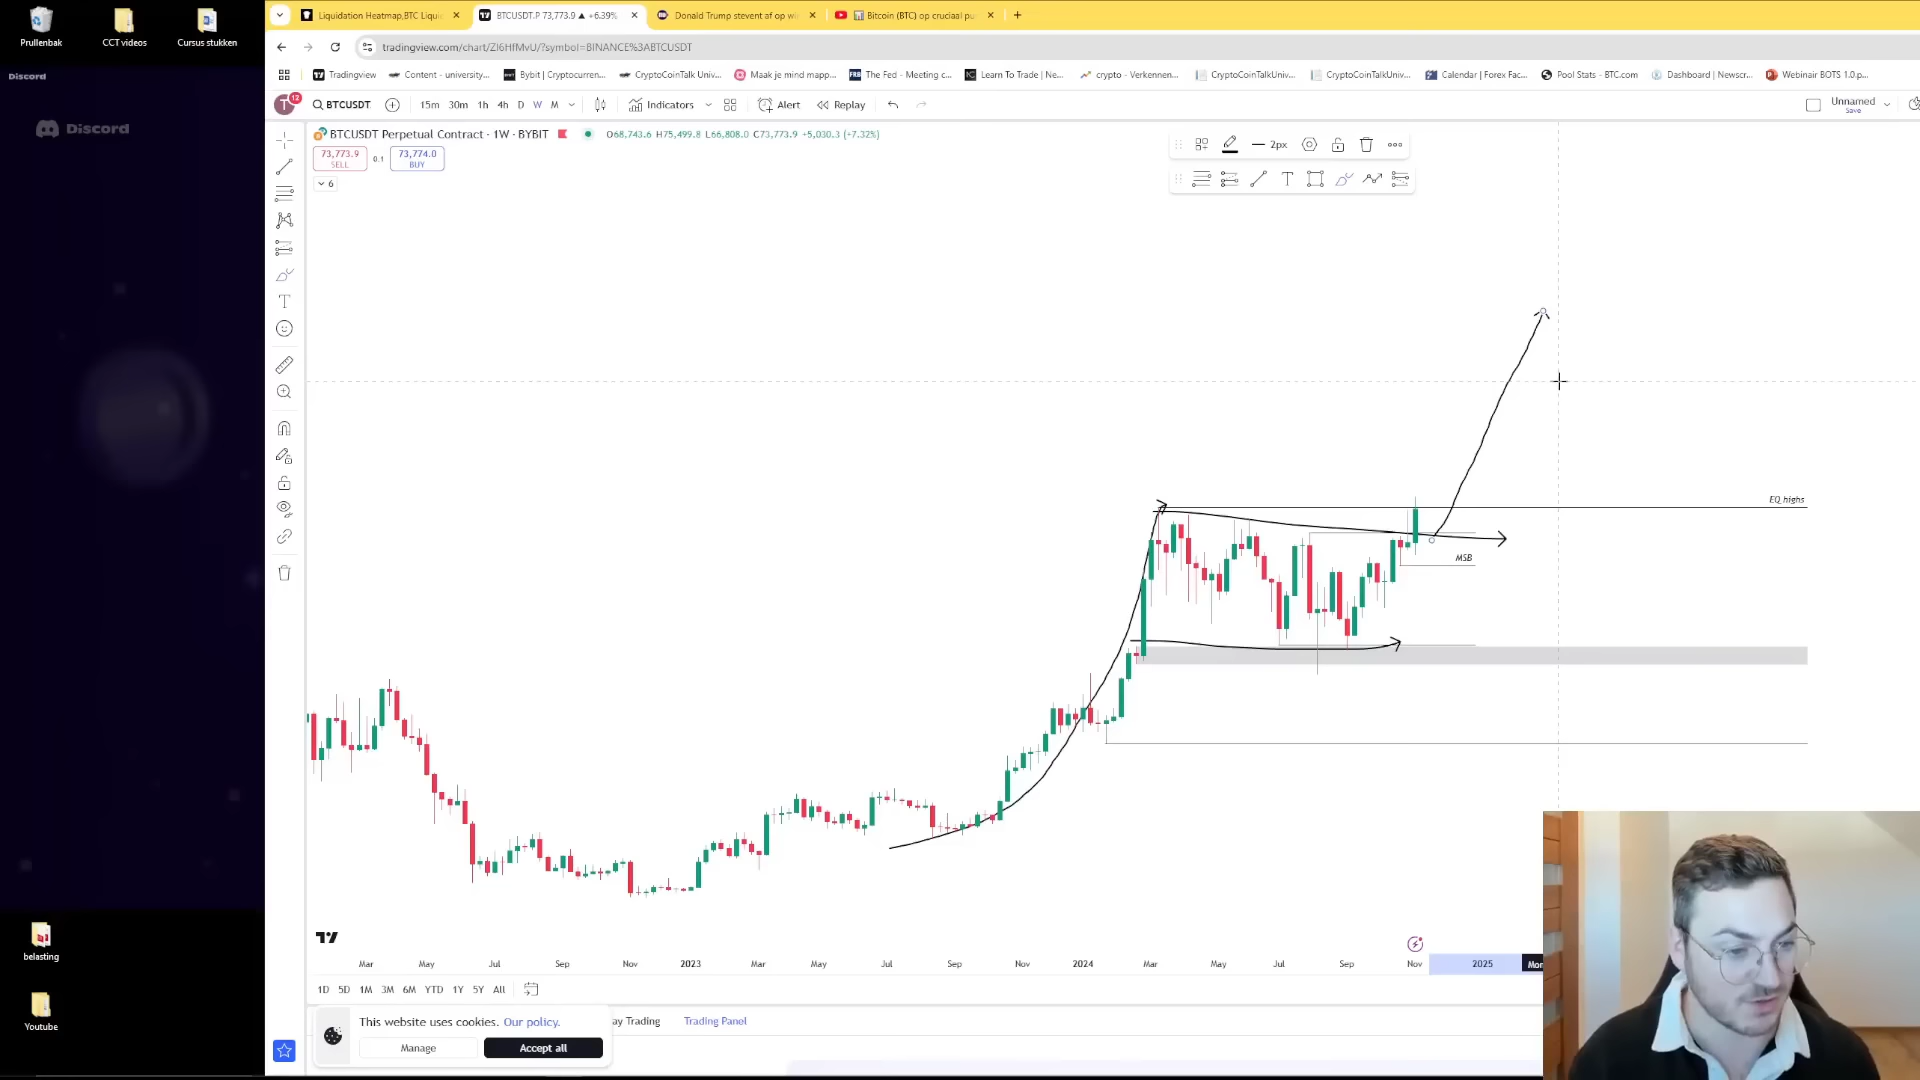 Prullenbak
CCT videos
Cursus stukken
Discord
Discord
belasting
Youtube
Liquidation Heatmap,BTC Liqui
BTCUSDT.P 73,773.9 ▲ +6.39%
Donald Trump stevent af op wi
Bitcoin (BTC) op cruciaal pu
tradingview.com/chart/ZI6HfMvU/?symbol=BINANCE%3ABTCUSDT
Tradingview
Content - university...
Bybit | Cryptocurren...
CryptoCoinTalk Univ...
Maak je mind mapp...
The Fed - Meeting c...
Learn To Trade | Ne...
crypto - Verkennen...
CryptoCoinTalkUniv...
CryptoCoinTalkUniv...
Calendar | Forex Fac...
Pool Stats - BTC.com
Dashboard | Newscr...
Webinair BOTS 1.0.p...
T 12
BTCUSDT
15m 30m 1h 4h D W M
Indicators
Alert
Replay
Unnamed
Save
BTCUSDT Perpetual Contract · 1W · BYBIT
O68,743.6 H75,499.8 L66,808.0 C73,773.9 +5,030.3 (+7.32%)
73,773.9
SELL
0.1
73,774.0
BUY
6
2px
EQ highs
MSB
Mar May Jul Sep Nov 2023 Mar May Jul Sep Nov 2024 Mar May Jul Sep Nov 2025 Mon
1D 5D 1M 3M 6M YTD 1Y 5Y All
This website uses cookies. Our policy.
Manage
Accept all
ay Trading
Trading Panel